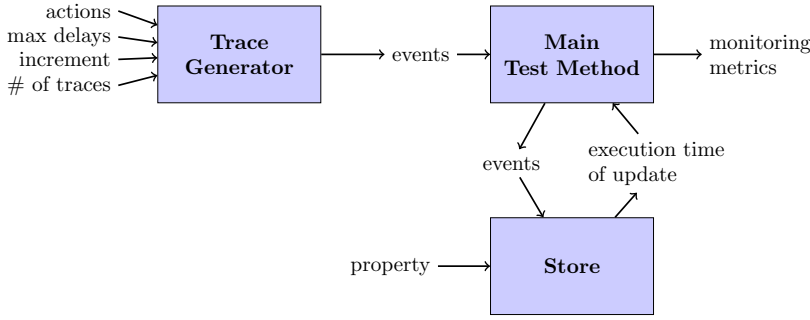 actions
max delays
increment
# of traces
Trace
Generator
events
Main
Test Method
monitoring
metrics
events
execution time
of update
property
Store